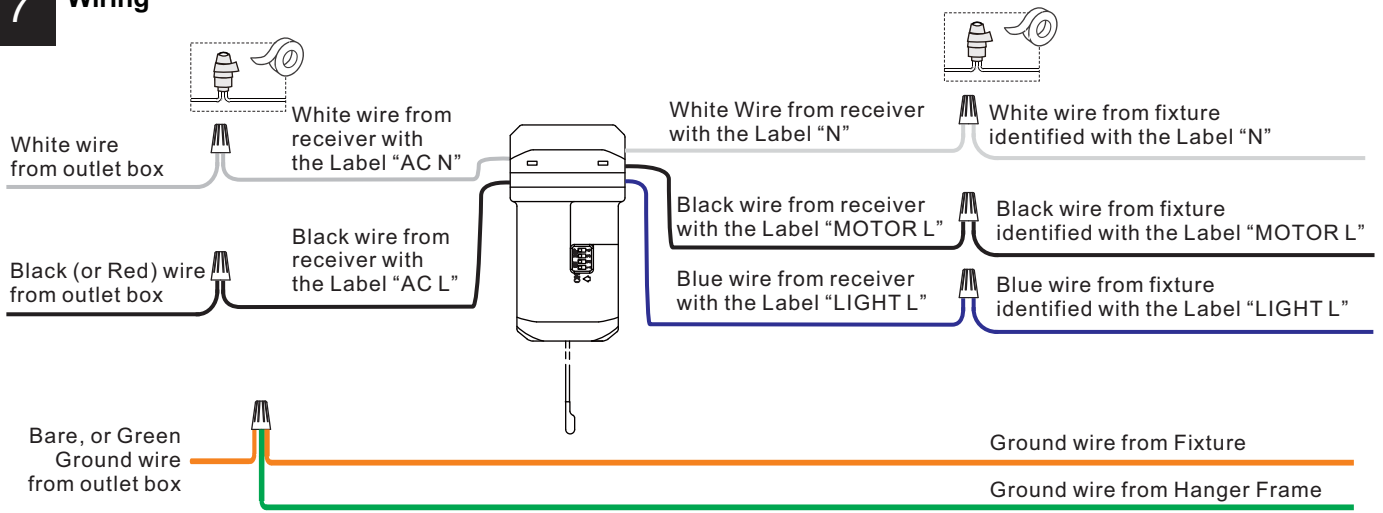 7
Wiring
White wire
from outlet box
White wire from
receiver with
the Label “AC N”
White Wire from receiver
with the Label “N”
White wire from fixture
identified with the Label “N”
Black (or Red) wire
from outlet box
Black wire from
receiver with
the Label “AC L”
Black wire from receiver
with the Label “MOTOR L”
Black wire from fixture
identified with the Label “MOTOR L”
Blue wire from receiver
with the Label “LIGHT L”
Blue wire from fixture
identified with the Label “LIGHT L”
Bare, or Green
Ground wire
from outlet box
Ground wire from Fixture
Ground wire from Hanger Frame